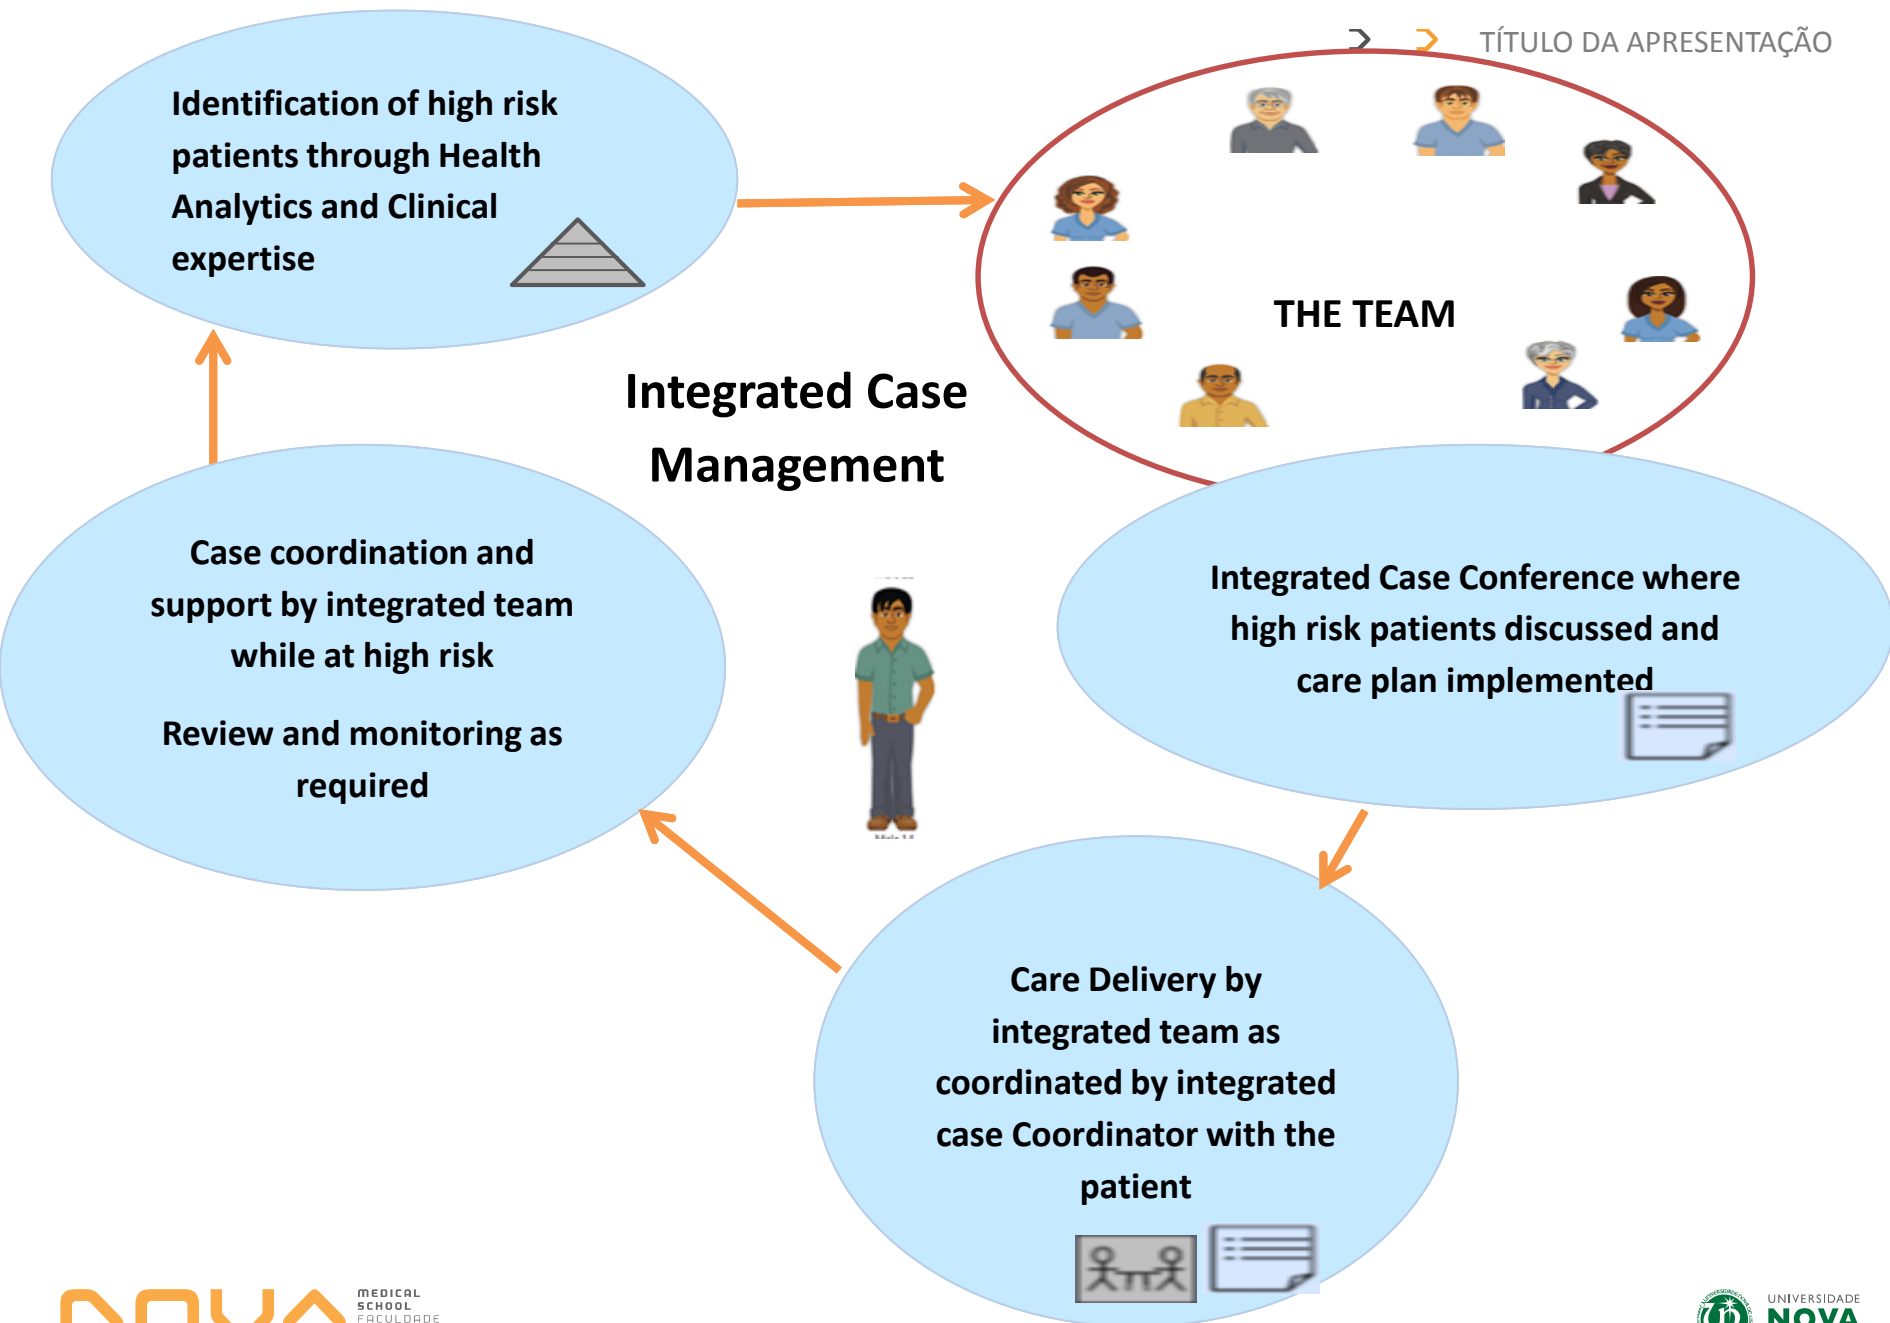 TÍTULO DA APRESENTAÇÃO
Identification of high risk
patients through Health
Analytics and Clinical
expertise
THE TEAM
Integrated Case
Management
Case coordination and
support by integrated team
while at high risk
Review and monitoring as
required
Integrated Case Conference where
high risk patients discussed and
care plan implemented
Care Delivery by
integrated team as
coordinated by integrated
case Coordinator with the
patient
NOVA
MEDICAL
SCHOOL
FACULDADE
UNIVERSIDADE
NOVA